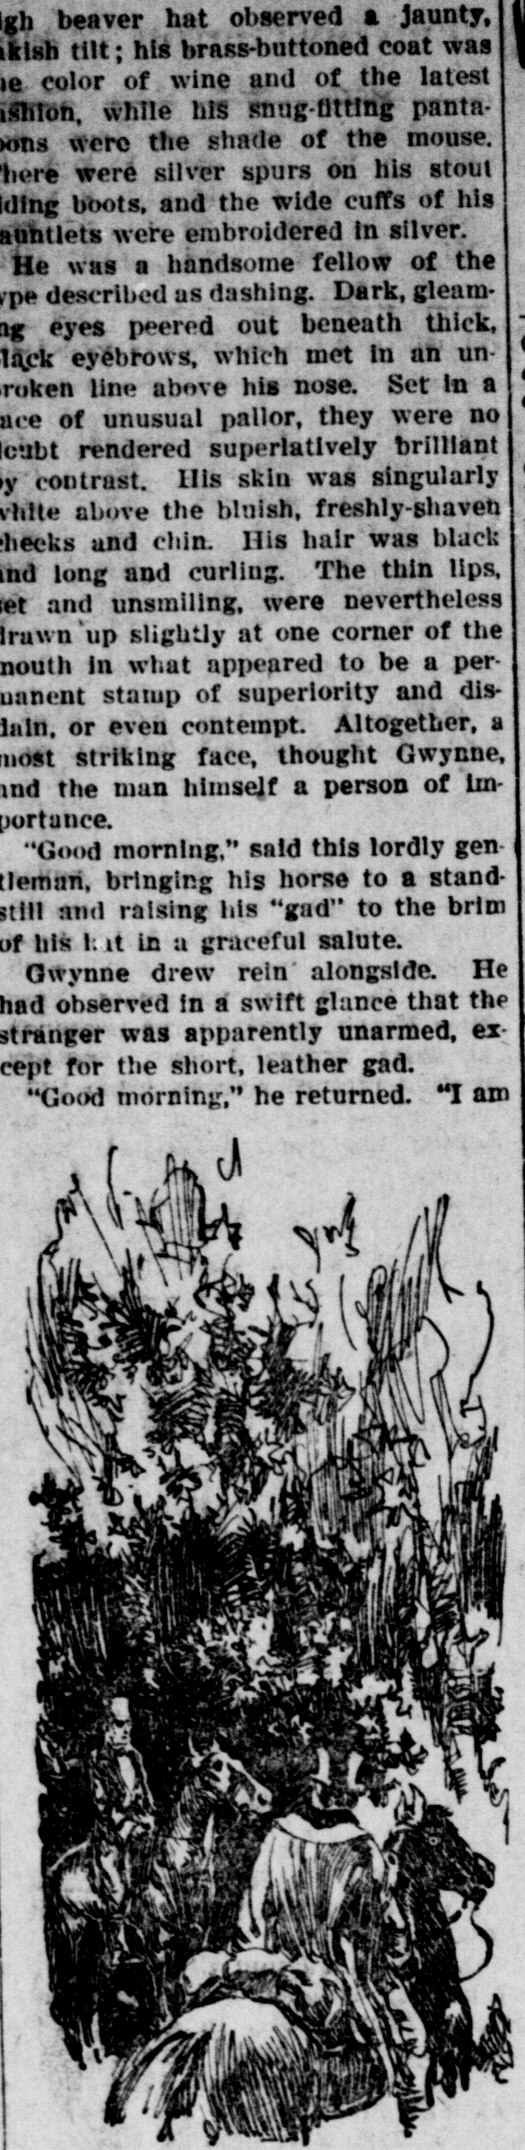 igh beaver hat observed a jaunty,
akish tilt; his brass-buttoned coat was
e color of wine and of the latest
ashion, while his snug-fitting panta-
oons were the shade of the mouse.
here were silver spurs on his stout
iding boots, and the wide cuffs of his
auntlets were embroidered in silver.
He was a handsome fellow of the
ype described as dashing. Dark, gleam-
ng eyes peered out beneath thick,
black eyebrows, which met in an un-
roken line above his nose. Set in a
ace of unusual pallor, they were no
doubt rendered superlatively brilliant
by contrast. His skin was singularly
white above the bluish, freshly-shaven
cheeks and chin. His hair was black
and long and curling. The thin lips,
set and unsmiling, were nevertheless
drawn up slightly at one corner of the
mouth in what appeared to be a per-
manent stamp of superiority and dis-
dain, or even contempt. Altogether, a
most striking face, thought Gwynne,
and the man himself a person of im-
portance.
"Good morning," said this lordly gen-
tleman, bringing his horse to a stand-
still and raising his "gad" to the brim
of his hat in a graceful salute.
Gwynne drew rein alongside. He
had observed in a swift glance that the
stranger was apparently unarmed, ex-
cept for the short, leather gad.
"Good morning," he returned. "I am